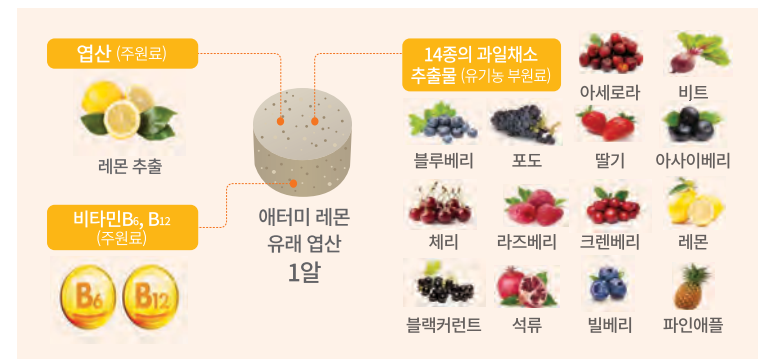 엽산 (주원료)
레몬 추출
비타민B6, B12
(주원료)
B6
B12
애터미 레몬
유래 엽산
1알
14종의 과일채소
추출물 (유기농 부원료)
아세로라
비트
블루베리
포도
딸기
아사이베리
체리
라즈베리
크렌베리
레몬
블랙커런트
석류
빌베리
파인애플